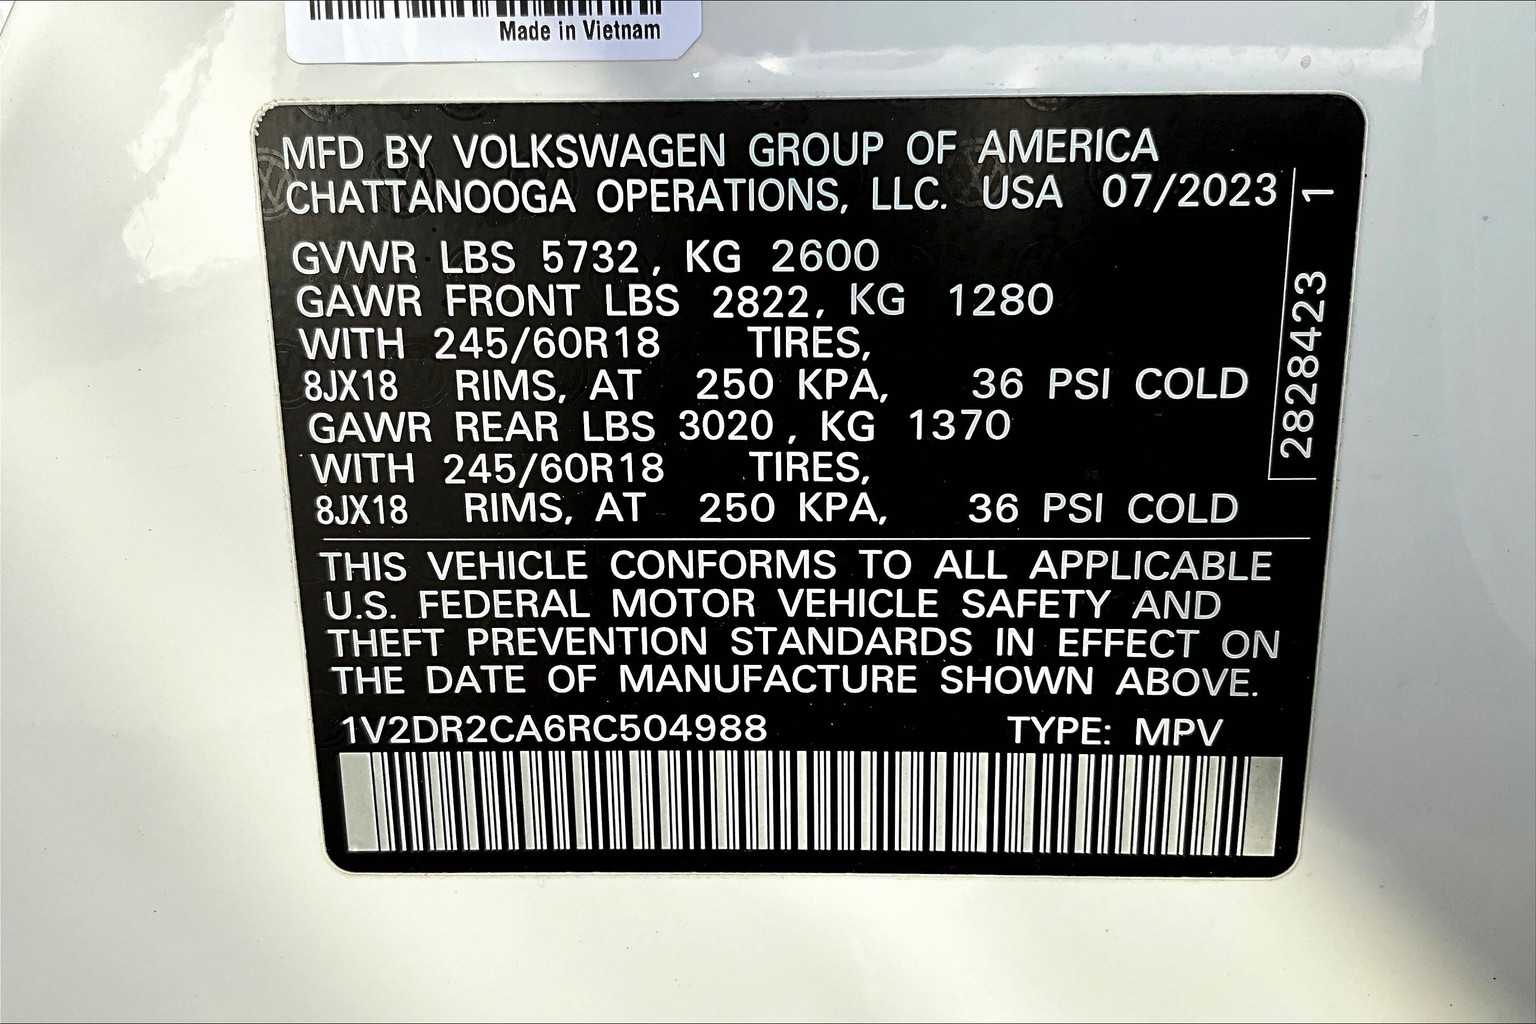 Made in Vietnam
MFD BY VOLKSWAGEN GROUP OF AMERICA
CHATTANOOGA OPERATIONS, LLC. USA 07/2023
GVWR LBS 5732, KG 2600
GAWR FRONT LBS 2822, KG 1280
WITH 245/60R18 TIRES,
8JX18 RIMS, AT 250 KPA, 36 PSI COLD
GAWR REAR LBS 3020, KG 1370
WITH 245/60R18 TIRES,
8JX18 RIMS, AT 250 KPA, 36 PSI COLD
2828423 1
THIS VEHICLE CONFORMS TO ALL APPLICABLE
U.S. FEDERAL MOTOR VEHICLE SAFETY AND
THEFT PREVENTION STANDARDS IN EFFECT ON
THE DATE OF MANUFACTURE SHOWN ABOVE.
1V2DR2CA6RC504988 TYPE: MPV